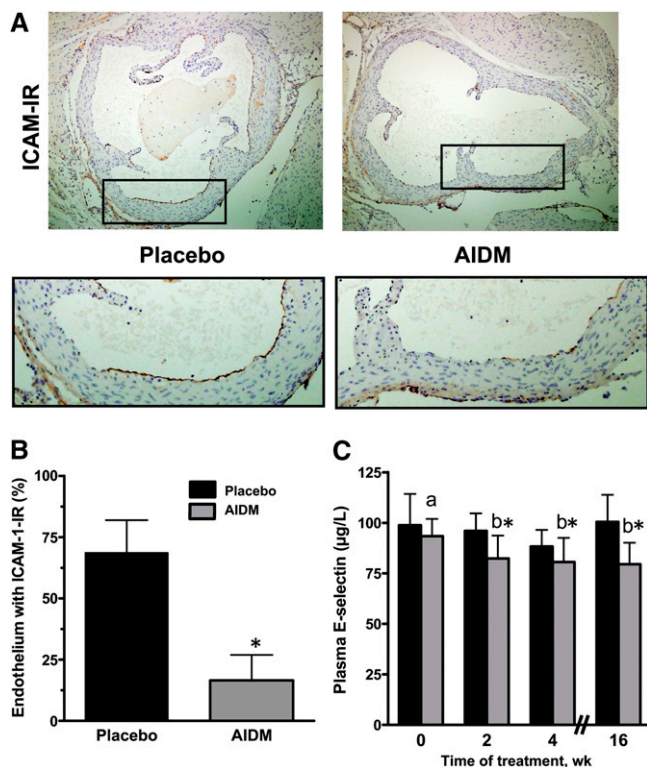 A
ICAM-IR
Placebo
AIDM
B
Endothelium with ICAM-1-IR (%)
100
75
50
25
0
Placebo
AIDM
*
Placebo
AIDM
C
Plasma E-selectin (µg/L)
125
100
75
50
25
0
a
b*
b*
b*
0
2
4
16
Time of treatment, wk